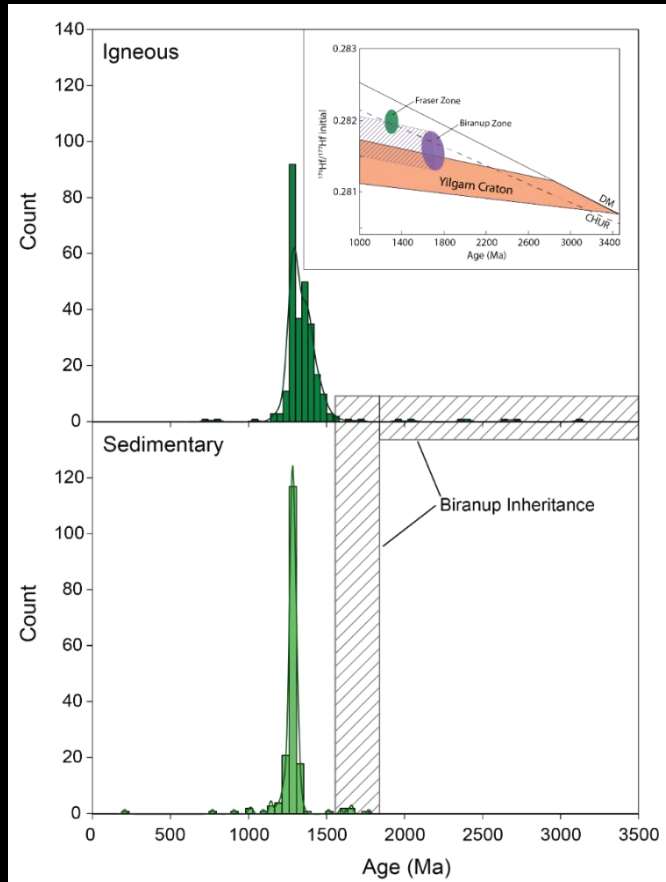 Igneous
140
120
100
80
60
40
20
0
Count
0.283
0.282
0.281
¹⁷⁶Hf/¹⁷⁷Hf initial
Fraser Zone
Biranup Zone
Yilgarn Craton
DM
CHUR
1000 1400 1800 2200 2600 3000 3400
Age (Ma)
Sedimentary
120
100
80
60
40
20
0
Count
Biranup Inheritance
0 500 1000 1500 2000 2500 3000 3500
Age (Ma)